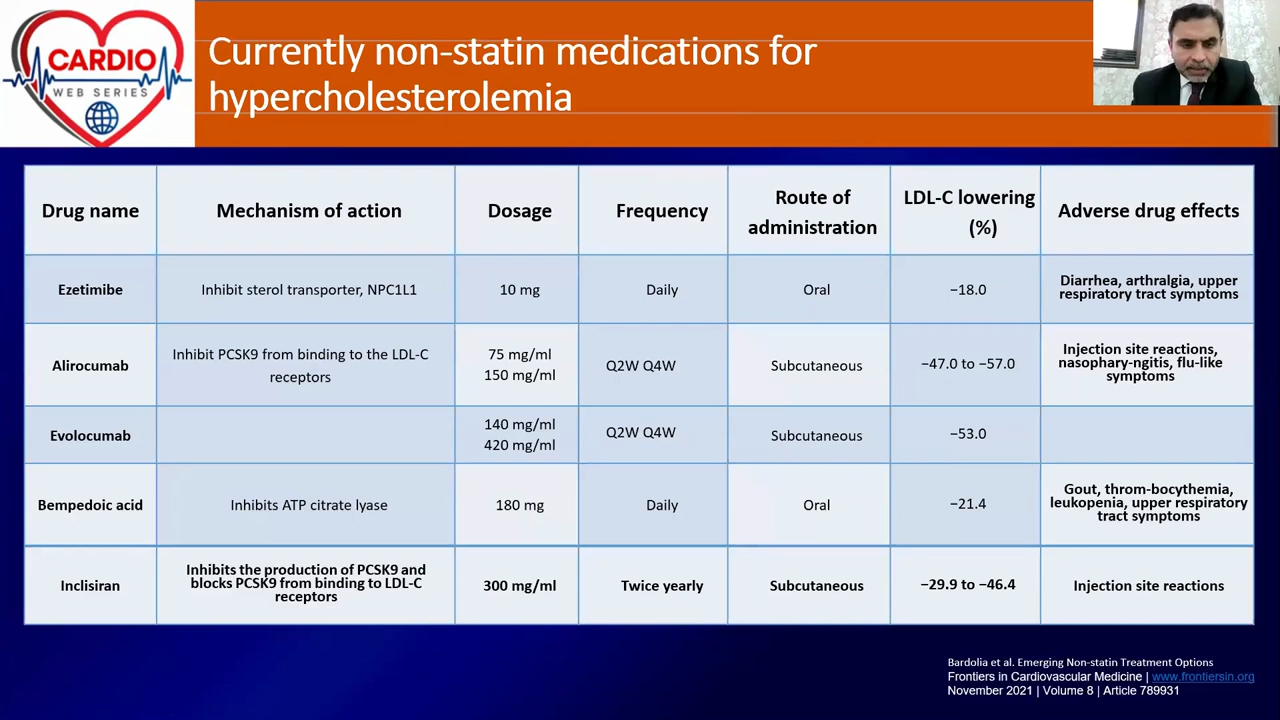 CARDIO
WEB SERIES
Currently non-statin medications for
hypercholesterolemia
Drug name
Mechanism of action
Dosage
Frequency
Route of
administration
LDL-C lowering
(%)
Adverse drug effects
Ezetimibe
Inhibit sterol transporter, NPC1L1
10 mg
Daily
Oral
−18.0
Diarrhea, arthralgia, upper
respiratory tract symptoms
Alirocumab
Inhibit PCSK9 from binding to the LDL-C
receptors
75 mg/ml
150 mg/ml
Q2W Q4W
Subcutaneous
−47.0 to −57.0
Injection site reactions,
nasophary-ngitis, flu-like
symptoms
Evolocumab
140 mg/ml
420 mg/ml
Q2W Q4W
Subcutaneous
−53.0
Bempedoic acid
Inhibits ATP citrate lyase
180 mg
Daily
Oral
−21.4
Gout, throm-bocythemia,
leukopenia, upper respiratory
tract symptoms
Inclisiran
Inhibits the production of PCSK9 and
blocks PCSK9 from binding to LDL-C
receptors
300 mg/ml
Twice yearly
Subcutaneous
−29.9 to −46.4
Injection site reactions
Bardolia et al. Emerging Non-statin Treatment Options
Frontiers in Cardiovascular Medicine | www.frontiersin.org
November 2021 | Volume 8 | Article 789931